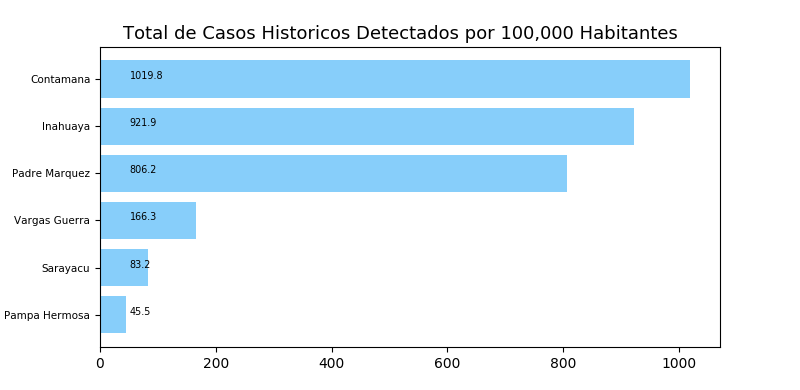 Total de Casos Historicos Detectados por 100,000 Habitantes
Contamana 1019.8
Inahuaya 921.9
Padre Marquez 806.2
Vargas Guerra 166.3
Sarayacu 83.2
Pampa Hermosa 45.5
0 200 400 600 800 1000